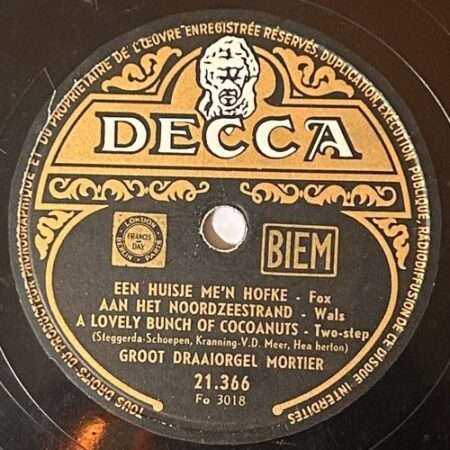 TOUS DROITS DU PRODUCTEUR PHONOGRAPHIQUE ET DU PROPRIÉTAIRE DE L'ŒUVRE ENREGISTRÉE RÉSERVÉS. DUPLICATION, EXÉCUTION PUBLIQUE, RADIODIFFUSION DE CE DISQUE INTERDITES
DECCA
LONDON
FRANCIS
&
DAY
BERLIN - PARIS
BIEM
EEN HUISJE ME'N HOFKE - Fox
AAN HET NOORDZEESTRAND - Wals
A LOVELY BUNCH OF COCOANUTS - Two-step
(Steggerda-Schoepen, Kranning-V.D. Meer, Hea herton)
GROOT DRAAIORGEL MORTIER
21.366
Fo 3018